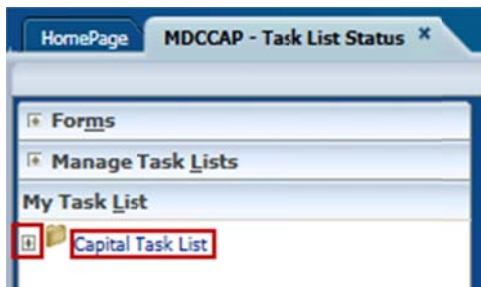 HomePage MDCCAP - Task List Status ×
Forms
Manage Task Lists
My Task List
Capital Task List